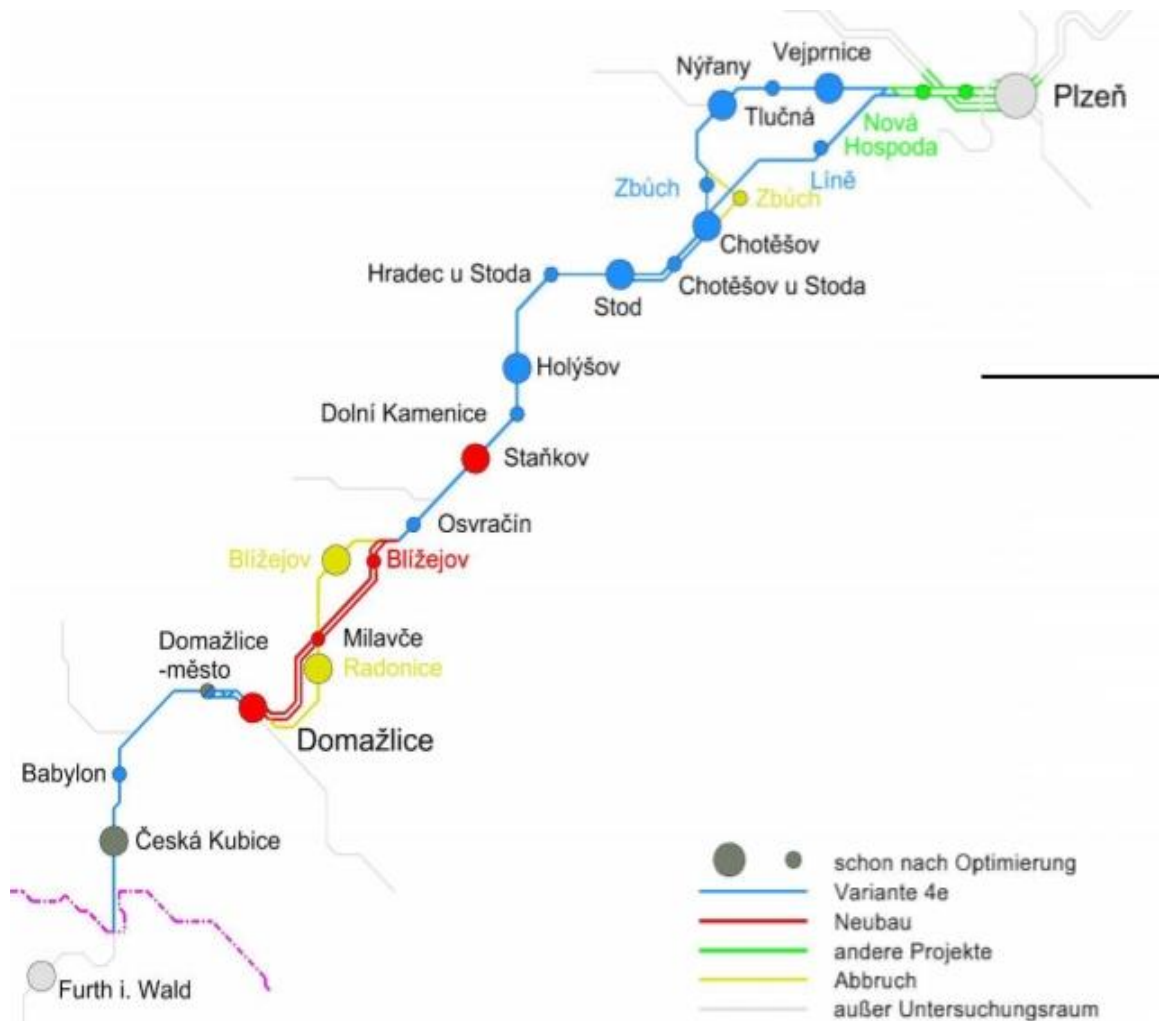 Vejprnice
Nýřany
Plzeň
Tlučná
Nová
Hospoda
Líně
Zbůch
Zbůch
Chotěšov
Hradec u Stoda
Chotěšov u Stoda
Stod
Holýšov
Dolní Kamenice
Staňkov
Osvračín
Blížejov
Blížejov
Domažlice
-město
Milavče
Radonice
Domažlice
Babylon
Česká Kubice
Furth i. Wald
schon nach Optimierung
Variante 4e
Neubau
andere Projekte
Abbruch
außer Untersuchungsraum